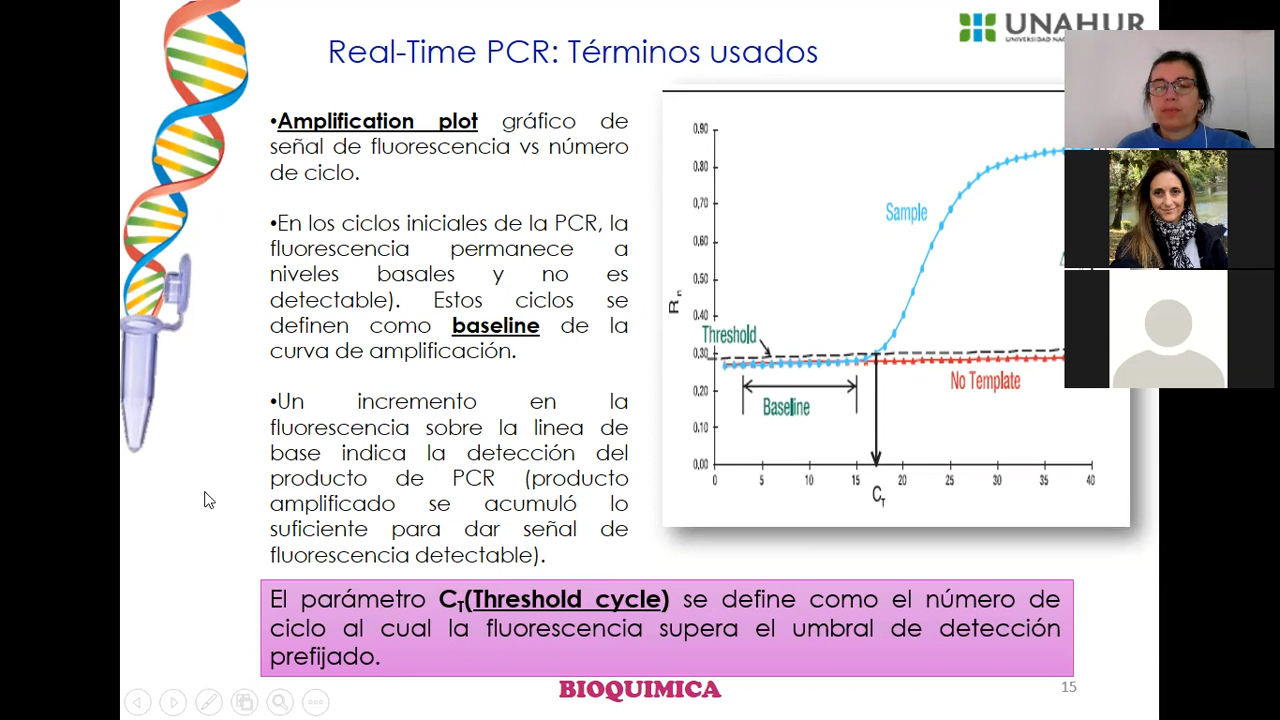 UNAHUR
Real-Time PCR: Términos usados
•Amplification plot gráfico de
señal de fluorescencia vs número
de ciclo.
•En los ciclos iniciales de la PCR, la
fluorescencia permanece a
niveles basales y no es
detectable). Estos ciclos se
definen como baseline de la
curva de amplificación.
•Un incremento en la
fluorescencia sobre la linea de
base indica la detección del
producto de PCR (producto
amplificado se acumuló lo
suficiente para dar señal de
fluorescencia detectable).
0,90
0,80
0,70
0,60
0,50
0,40
0,30
0,20
0,10
0,00
Rn
Sample
Threshold
No Template
Baseline
0 5 10 15 20 25 30 35 40
CT
El parámetro CT(Threshold cycle) se define como el número de
ciclo al cual la fluorescencia supera el umbral de detección
prefijado.
BIOQUIMICA
15